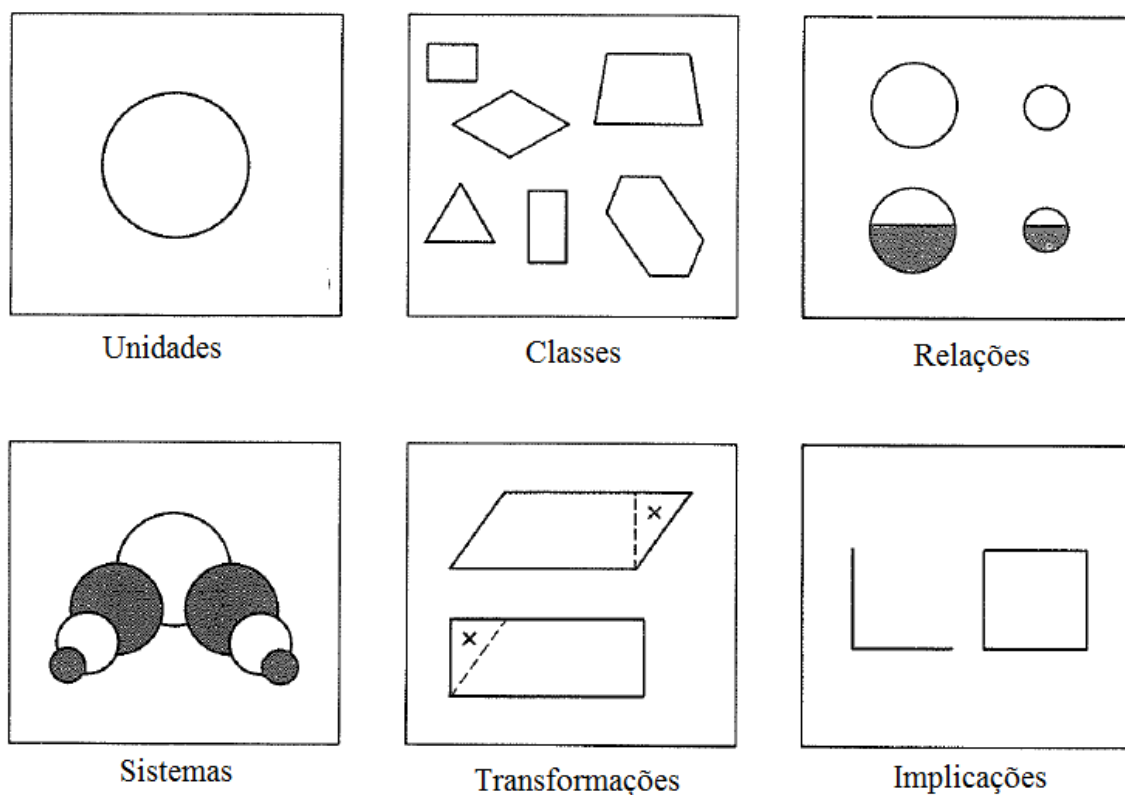 Unidades
Classes
Relações
Sistemas
Transformações
Implicações